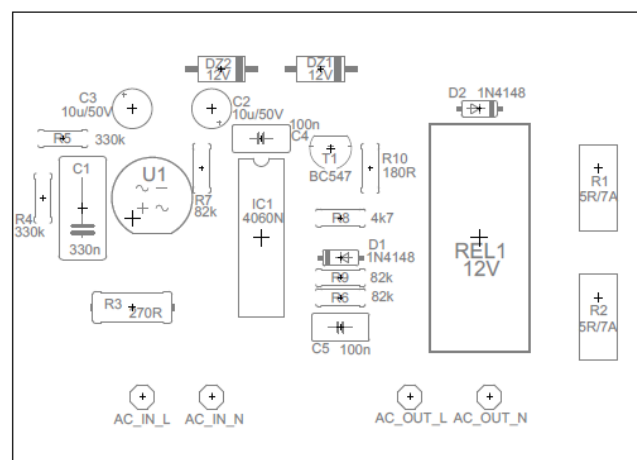 DZ2
12V
DZ1
12V
D2 1N4148
C3
10u/50V
C2
10u/50V
100n
C4
R5 330k
T1
BC547
R10
180R
C1
330n
U1
R7
82k
R4
330k
IC1
4060N
R8 4k7
D1
1N4148
R9 82k
R6 82k
C5 100n
REL1
12V
R1
5R/7A
R2
5R/7A
R3
270R
AC_IN_L
AC_IN_N
AC_OUT_L
AC_OUT_N